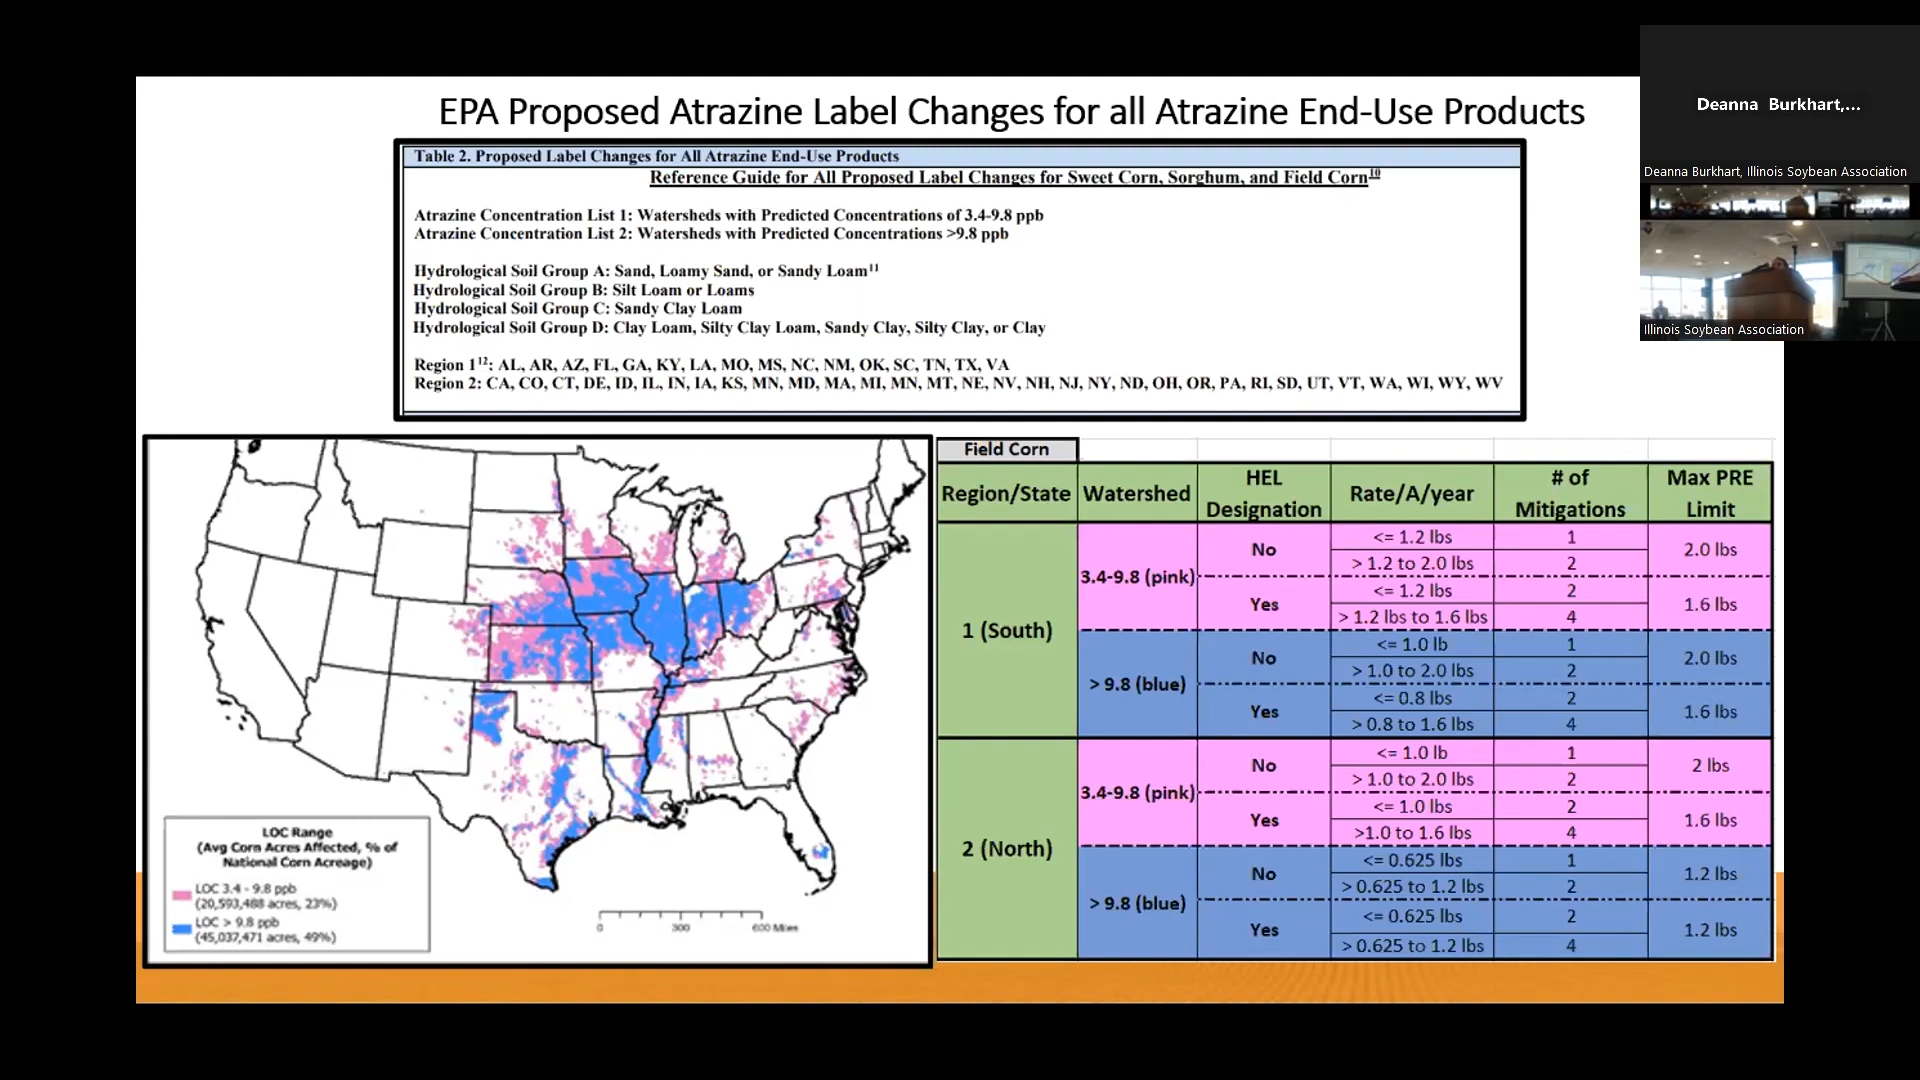 EPA Proposed Atrazine Label Changes for all Atrazine End-Use Products
Table 2. Proposed Label Changes for All Atrazine End-Use Products
Reference Guide for All Proposed Label Changes for Sweet Corn, Sorghum, and Field Corn10
Atrazine Concentration List 1: Watersheds with Predicted Concentrations of 3.4-9.8 ppb
Atrazine Concentration List 2: Watersheds with Predicted Concentrations >9.8 ppb
Hydrological Soil Group A: Sand, Loamy Sand, or Sandy Loam11
Hydrological Soil Group B: Silt Loam or Loams
Hydrological Soil Group C: Sandy Clay Loam
Hydrological Soil Group D: Clay Loam, Silty Clay Loam, Sandy Clay, Silty Clay, or Clay
Region 112: AL, AR, AZ, FL, GA, KY, LA, MO, MS, NC, NM, OK, SC, TN, TX, VA
Region 2: CA, CO, CT, DE, ID, IL, IN, IA, KS, MN, MD, MA, MI, MN, MT, NE, NV, NH, NJ, NY, ND, OH, OR, PA, RI, SD, UT, VT, WA, WI, WY, WV
Deanna Burkhart,...
Deanna Burkhart, Illinois Soybean Association
Illinois Soybean Association
LOC Range
(Avg Corn Acres Affected, % of
National Corn Acreage)
LOC 3.4 - 9.8 ppb
(20,593,488 acres, 23%)
LOC > 9.8 ppb
(45,037,471 acres, 49%)
0 300 600 Miles
Field Corn
Region/State Watershed HEL Designation Rate/A/year # of Mitigations Max PRE Limit
1 (South) 3.4-9.8 (pink) No <= 1.2 lbs 1 2.0 lbs
> 1.2 to 2.0 lbs 2
Yes <= 1.2 lbs 2 1.6 lbs
> 1.2 lbs to 1.6 lbs 4
> 9.8 (blue) No <= 1.0 lb 1 2.0 lbs
> 1.0 to 2.0 lbs 2
Yes <= 0.8 lbs 2 1.6 lbs
> 0.8 to 1.6 lbs 4
2 (North) 3.4-9.8 (pink) No <= 1.0 lb 1 2 lbs
> 1.0 to 2.0 lbs 2
Yes <= 1.0 lbs 2 1.6 lbs
>1.0 to 1.6 lbs 4
> 9.8 (blue) No <= 0.625 lbs 1 1.2 lbs
> 0.625 to 1.2 lbs 2
Yes <= 0.625 lbs 2 1.2 lbs
> 0.625 to 1.2 lbs 4